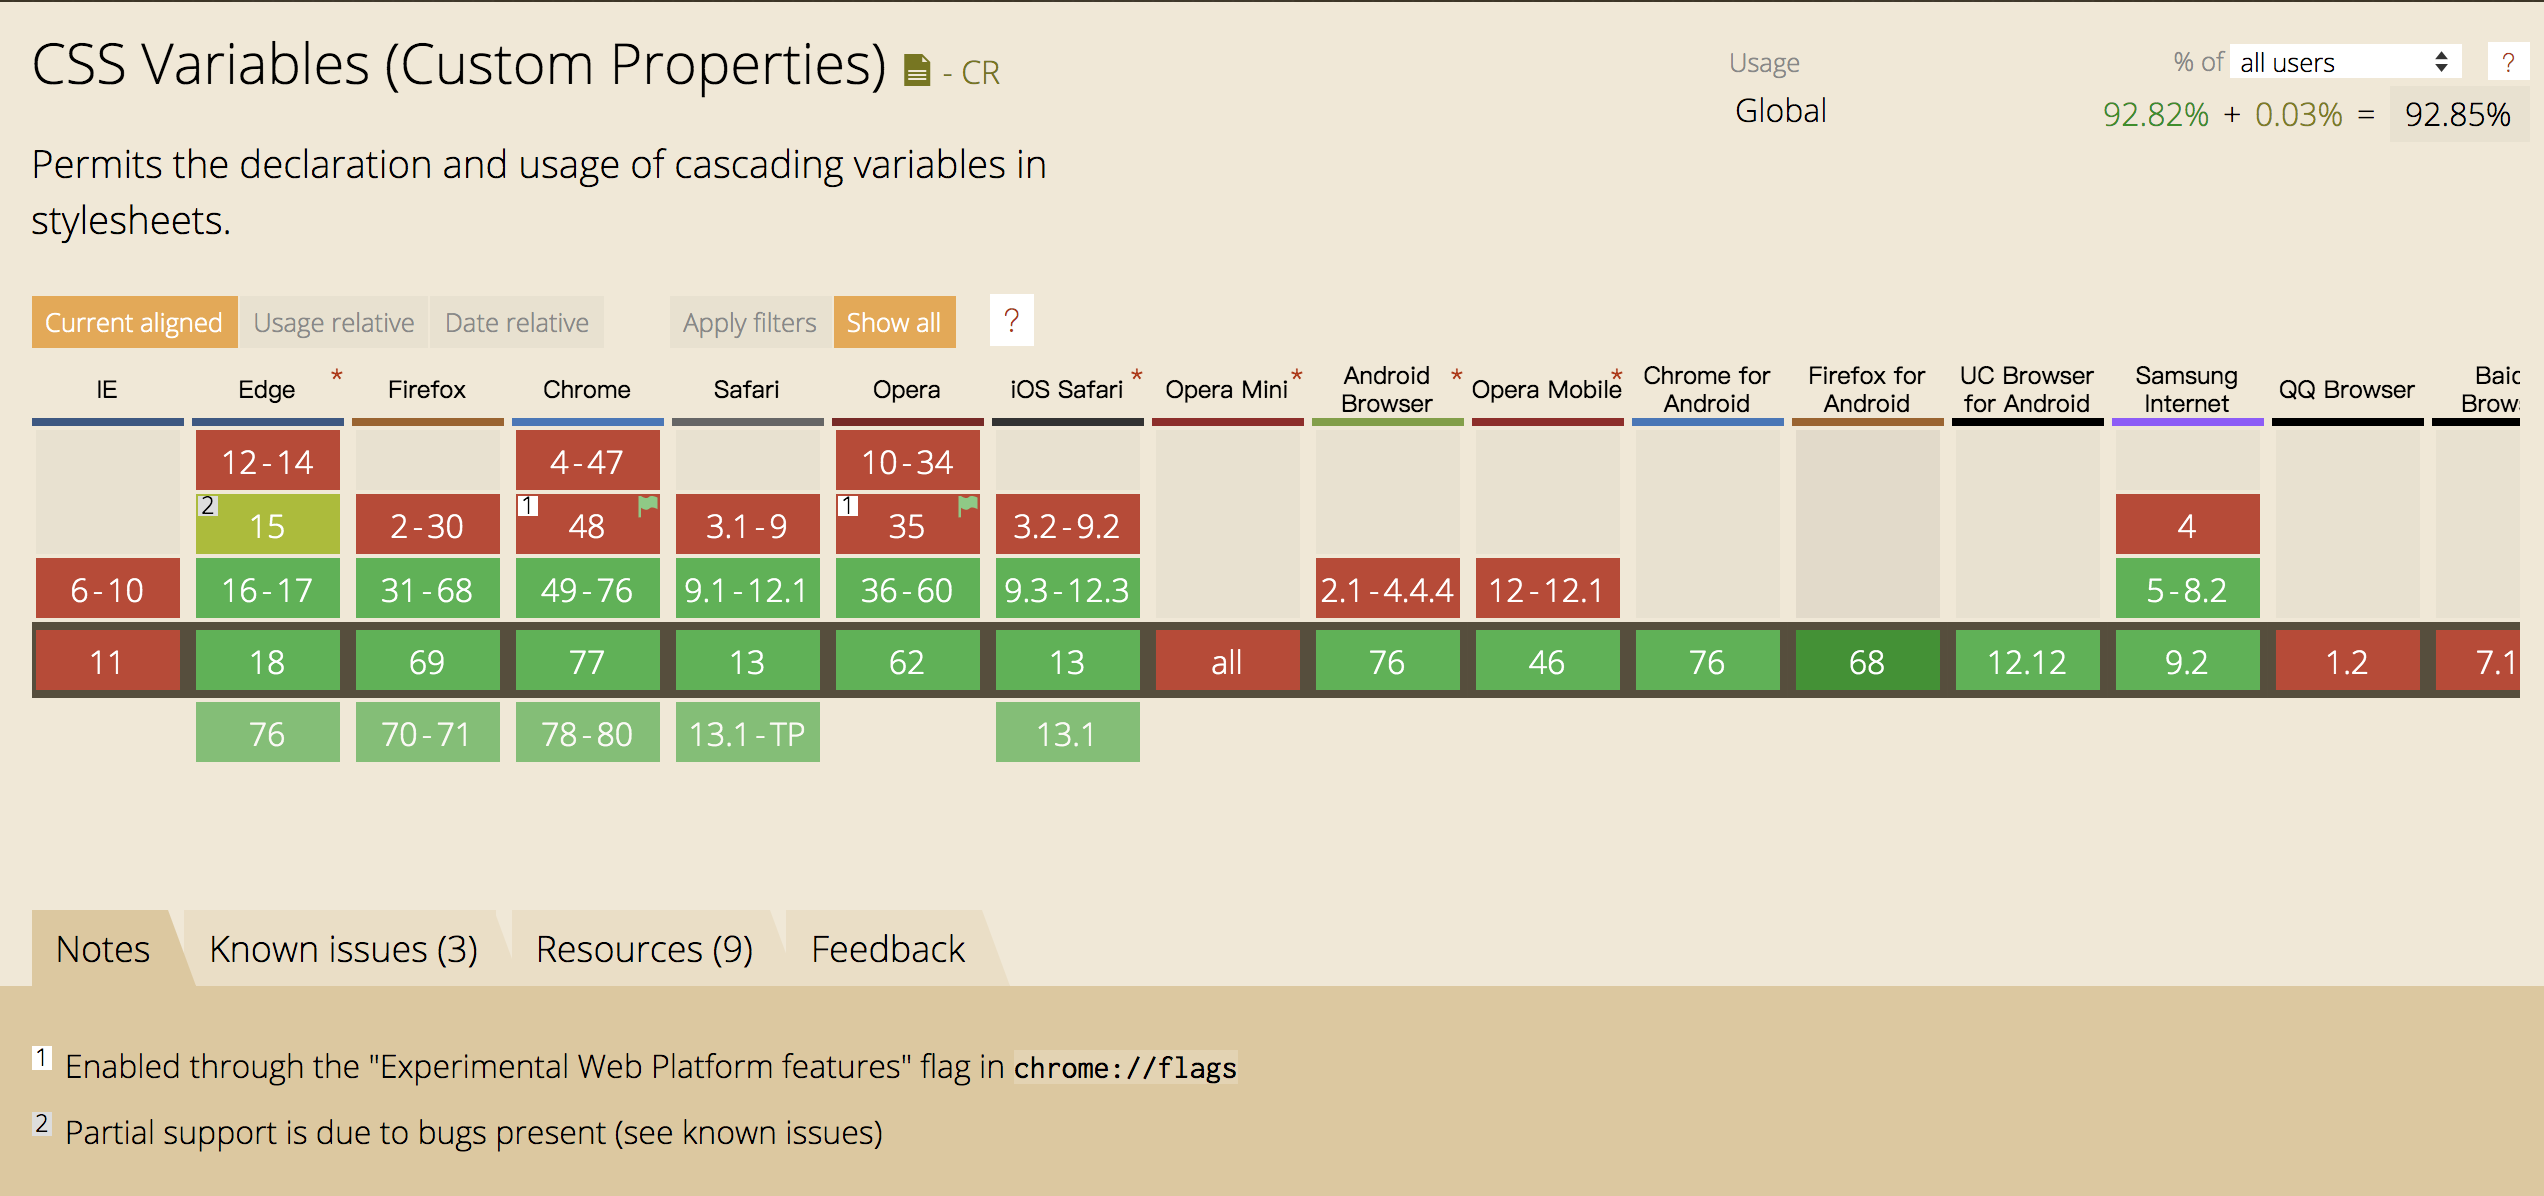 CSS Variables (Custom Properties) - CR
Usage % of all users ?
Global 92.82% + 0.03% = 92.85%
Permits the declaration and usage of cascading variables in
stylesheets.
Current aligned Usage relative Date relative Apply filters Show all ?
IE Edge * Firefox Chrome Safari Opera iOS Safari * Opera Mini * Android Browser * Opera Mobile * Chrome for Android Firefox for Android UC Browser for Android Samsung Internet QQ Browser
12-14 4-47 10-34
2 15 2-30 1 48 3.1-9 1 35 3.2-9.2 4
6-10 16-17 31-68 49-76 9.1-12.1 36-60 9.3-12.3 2.1-4.4.4 12-12.1 5-8.2
11 18 69 77 13 62 13 all 76 46 76 68 12.12 9.2 1.2 7.1
76 70-71 78-80 13.1-TP 13.1
Notes Known issues (3) Resources (9) Feedback
1 Enabled through the "Experimental Web Platform features" flag in chrome://flags
2 Partial support is due to bugs present (see known issues)